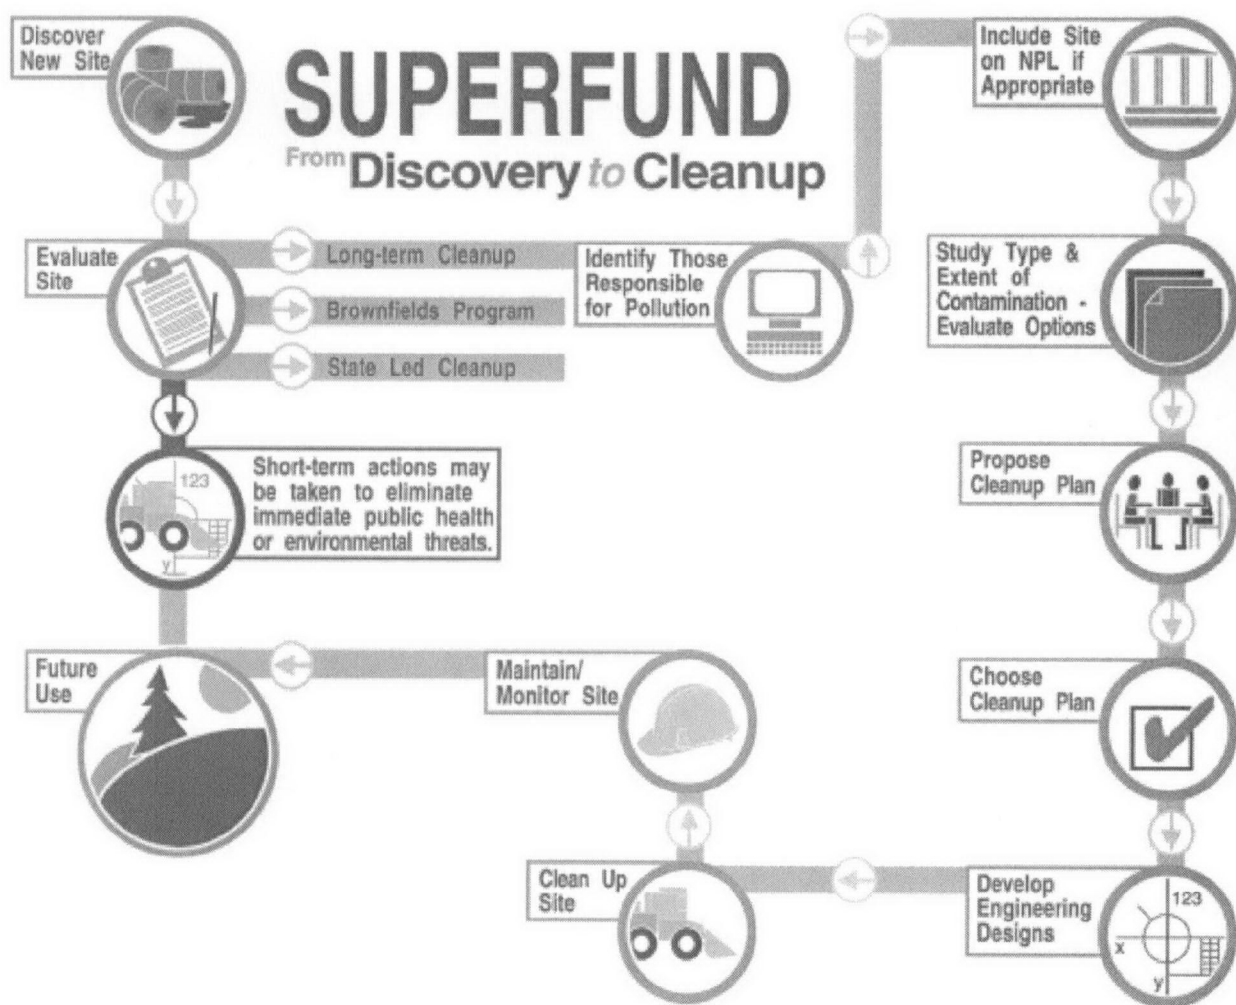 Discover
New Site
SUPERFUND
From Discovery to Cleanup
Evaluate
Site
Long-term Cleanup
Brownfields Program
State Led Cleanup
Identify Those
Responsible
for Pollution
Include Site
on NPL if
Appropriate
Study Type &
Extent of
Contamination -
Evaluate Options
Propose
Cleanup Plan
Choose
Cleanup Plan
Develop
Engineering
Designs
123
x
y
Clean Up
Site
Maintain/
Monitor Site
Future
Use
Short-term actions may
be taken to eliminate
immediate public health
or environmental threats.
123
y